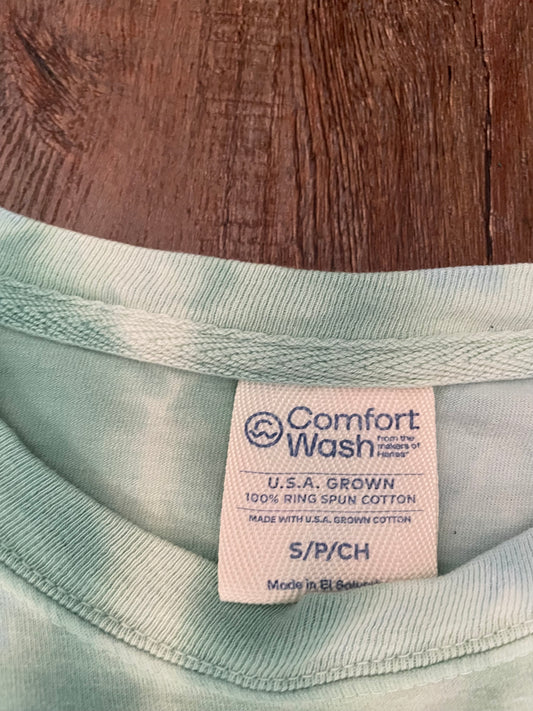 Comfort
Wash from the
makers of
Hanes®
U.S.A. GROWN
100% RING SPUN COTTON
MADE WITH U.S.A. GROWN COTTON
S/P/CH
Made in El